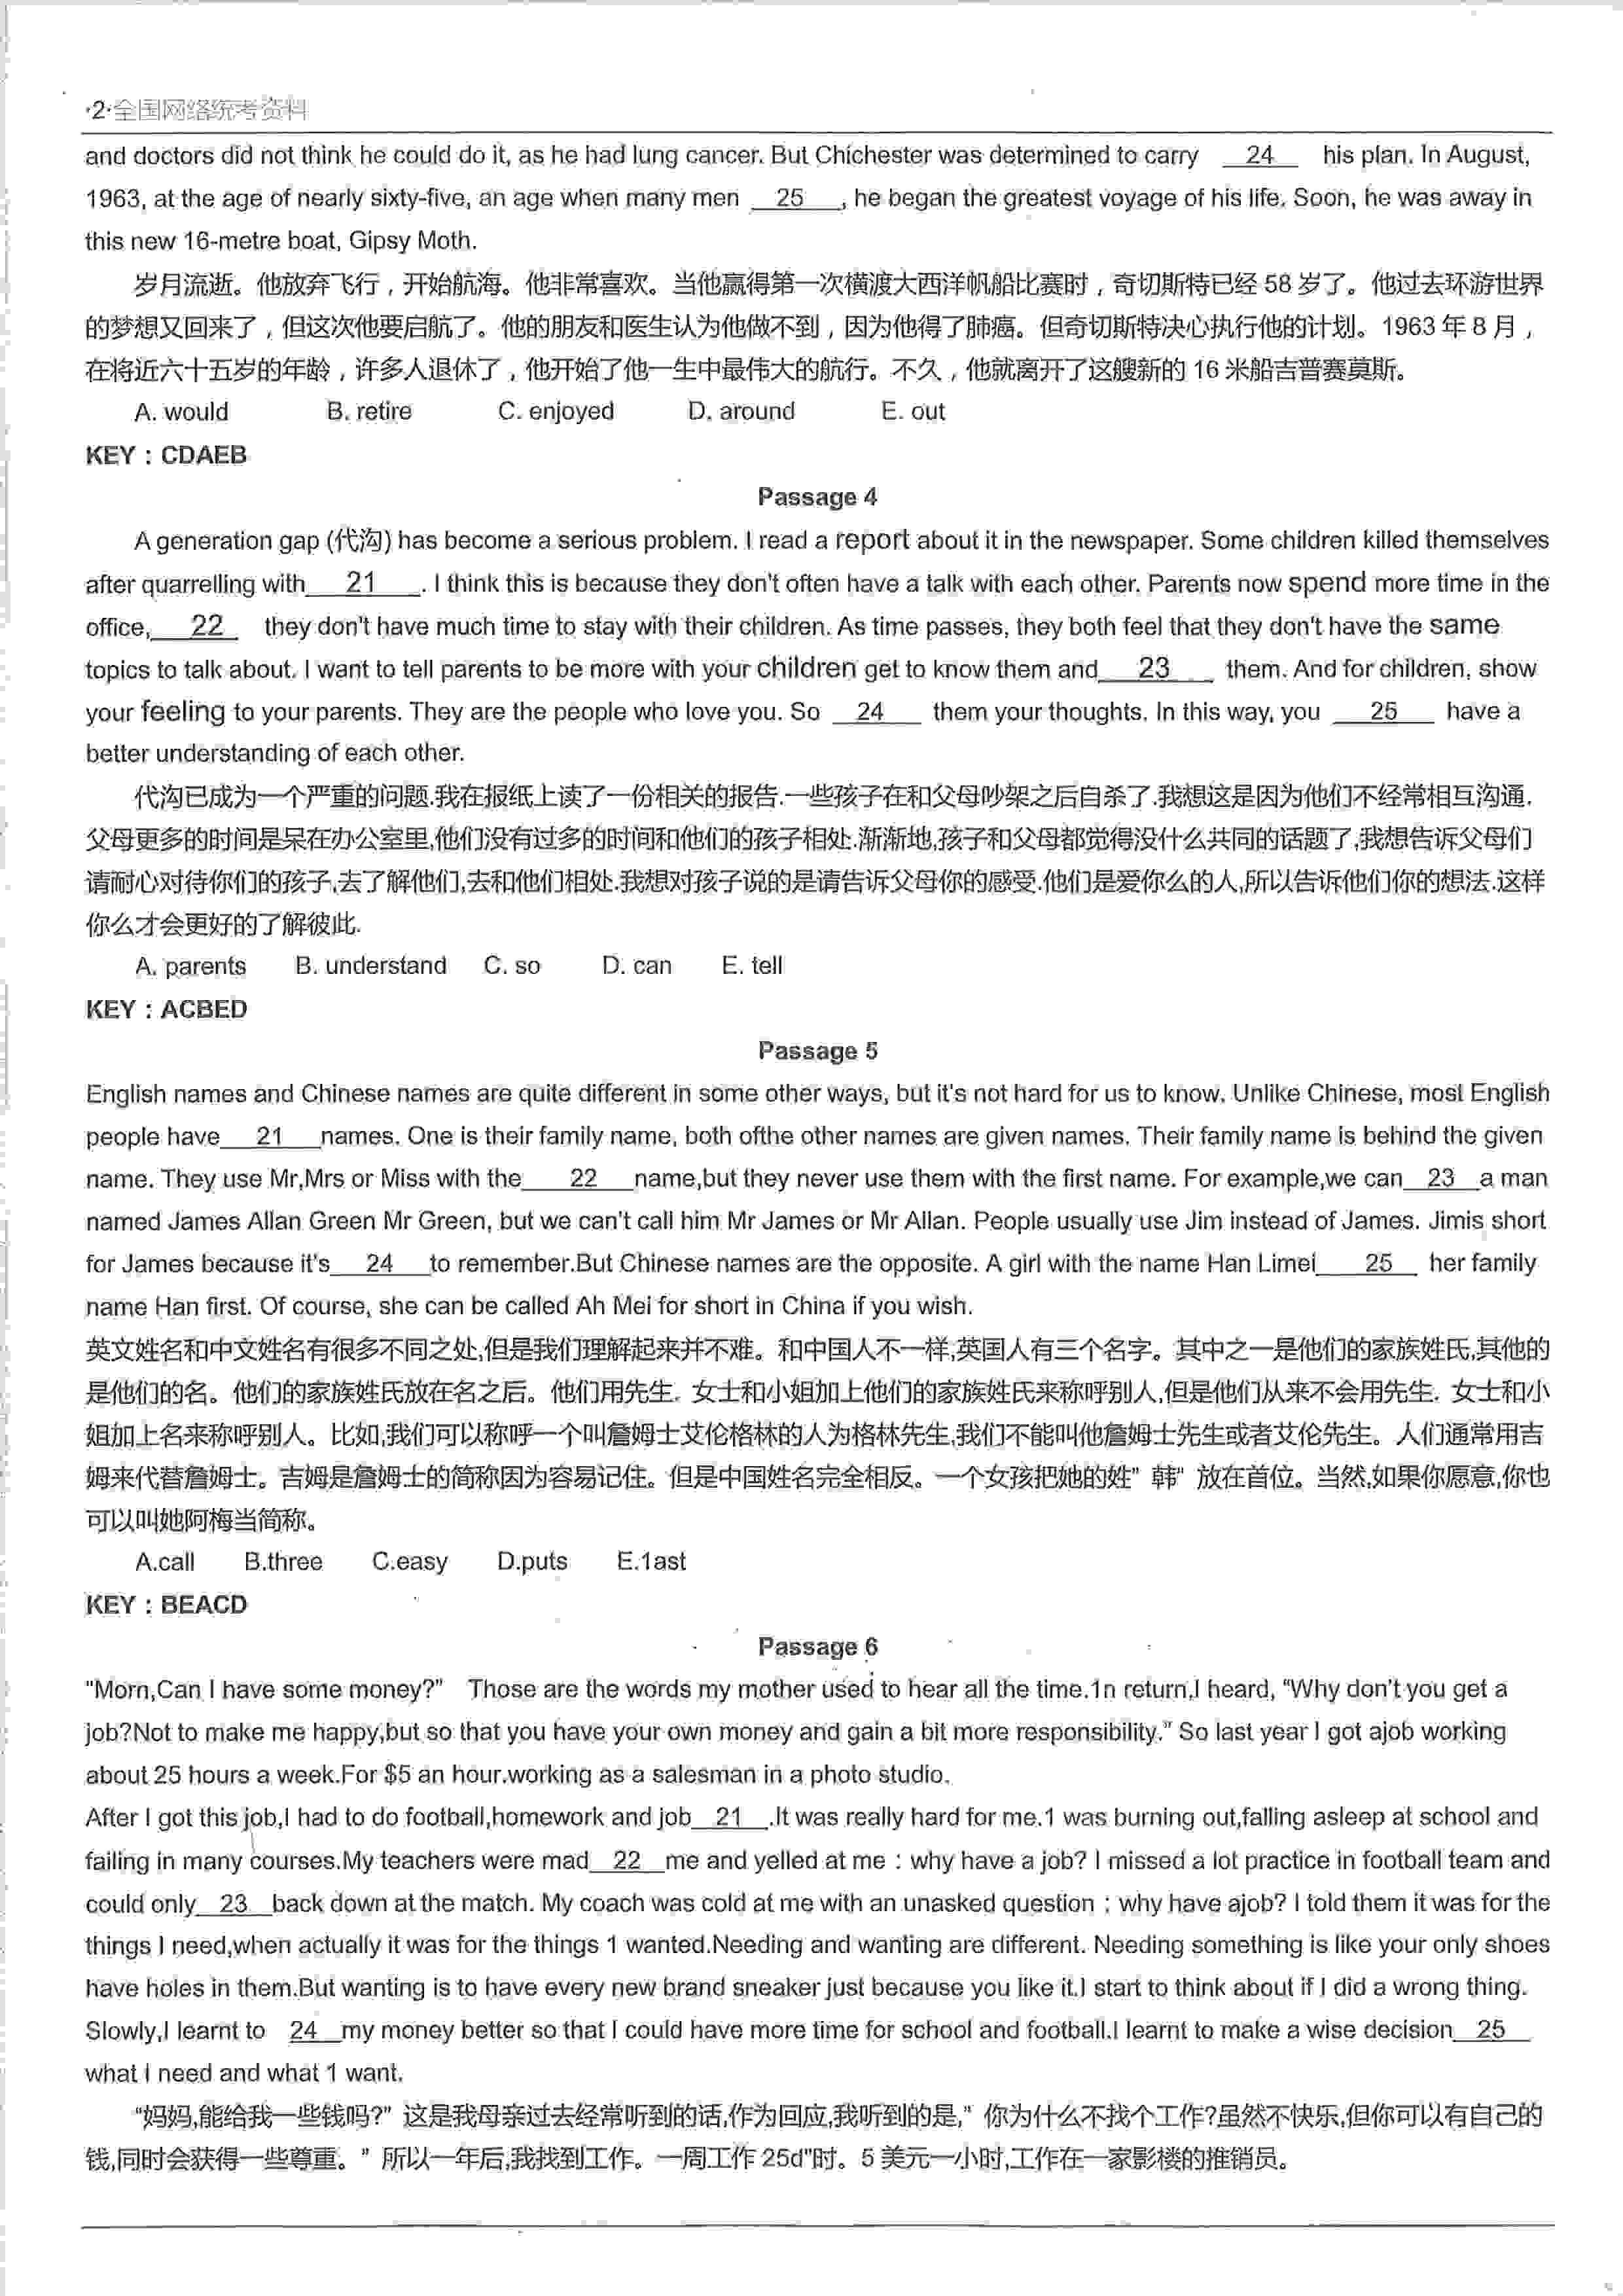 ·2·全国网络统考资料
and doctors did not think he could do it, as he had lung cancer. But Chichester was determined to carry 24 his plan. In August,
1963, at the age of nearly sixty-five, an age when many men 25 , he began the greatest voyage of his life. Soon, he was away in
this new 16-metre boat, Gipsy Moth.
岁月流逝。他放弃飞行，开始航海。他非常喜欢。当他赢得第一次横渡大西洋帆船比赛时，奇切斯特已经 58 岁了。他过去环游世界
的梦想又回来了，但这次他要启航了。他的朋友和医生认为他做不到，因为他得了肺癌。但奇切斯特决心执行他的计划。1963 年 8 月，
在将近六十五岁的年龄，许多人退休了，他开始了他一生中最伟大的航行。不久，他就离开了这艘新的 16 米船吉普赛莫斯。
A. would B. retire C. enjoyed D. around E. out
KEY：CDAEB
Passage 4
A generation gap (代沟) has become a serious problem. I read a report about it in the newspaper. Some children killed themselves
after quarrelling with 21 . I think this is because they don't often have a talk with each other. Parents now spend more time in the
office, 22 they don't have much time to stay with their children. As time passes, they both feel that they don't have the same
topics to talk about. I want to tell parents to be more with your children get to know them and 23 them. And for children, show
your feeling to your parents. They are the people who love you. So 24 them your thoughts. In this way, you 25 have a
better understanding of each other.
代沟已成为一个严重的问题.我在报纸上读了一份相关的报告.一些孩子在和父母吵架之后自杀了.我想这是因为他们不经常相互沟通.
父母更多的时间是呆在办公室里,他们没有过多的时间和他们的孩子相处.渐渐地,孩子和父母都觉得没什么共同的话题了,我想告诉父母们
请耐心对待你们的孩子,去了解他们,去和他们相处.我想对孩子说的是请告诉父母你的感受.他们是爱你么的人,所以告诉他们你的想法.这样
你么才会更好的了解彼此.
A. parents B. understand C. so D. can E. tell
KEY：ACBED
Passage 5
English names and Chinese names are quite different in some other ways, but it's not hard for us to know. Unlike Chinese, most English
people have 21 names. One is their family name, both ofthe other names are given names. Their family name is behind the given
name. They use Mr,Mrs or Miss with the 22 name,but they never use them with the first name. For example,we can 23 a man
named James Allan Green Mr Green, but we can't call him Mr James or Mr Allan. People usually use Jim instead of James. Jimis short
for James because it's 24 to remember.But Chinese names are the opposite. A girl with the name Han Limei 25 her family
name Han first. Of course, she can be called Ah Mei for short in China if you wish.
英文姓名和中文姓名有很多不同之处,但是我们理解起来并不难。和中国人不一样,英国人有三个名字。其中之一是他们的家族姓氏,其他的
是他们的名。他们的家族姓氏放在名之后。他们用先生. 女士和小姐加上他们的家族姓氏来称呼别人,但是他们从来不会用先生. 女士和小
姐加上名来称呼别人。比如,我们可以称呼一个叫詹姆士艾伦格林的人为格林先生,我们不能叫他詹姆士先生或者艾伦先生。人们通常用吉
姆来代替詹姆士。吉姆是詹姆士的简称因为容易记住。但是中国姓名完全相反。一个女孩把她的姓" 韩" 放在首位。当然,如果你愿意,你也
可以叫她阿梅当简称。
A.call B.three C.easy D.puts E.1ast
KEY：BEACD
Passage 6
"Morn,Can I have some money?" Those are the words my mother used to hear all the time.1n return,I heard, "Why don't you get a
job?Not to make me happy,but so that you have your own money and gain a bit more responsibility." So last year I got ajob working
about 25 hours a week.For $5 an hour.working as a salesman in a photo studio.
After I got this job,I had to do football,homework and job 21 .It was really hard for me.1 was burning out,falling asleep at school and
failing in many courses.My teachers were mad 22 me and yelled at me：why have a job? I missed a lot practice in football team and
could only 23 back down at the match. My coach was cold at me with an unasked question：why have ajob? I told them it was for the
things I need,when actually it was for the things 1 wanted.Needing and wanting are different. Needing something is like your only shoes
have holes in them.But wanting is to have every new brand sneaker just because you like it.I start to think about if I did a wrong thing.
Slowly,I learnt to 24 my money better so that I could have more time for school and football.I learnt to make a wise decision 25
what I need and what 1 want.
"妈妈,能给我一些钱吗?" 这是我母亲过去经常听到的话,作为回应,我听到的是," 你为什么不找个工作?虽然不快乐,但你可以有自己的
钱,同时会获得一些尊重。" 所以一年后,我找到工作。一周工作 25d"时。5 美元一小时,工作在一家影楼的推销员。